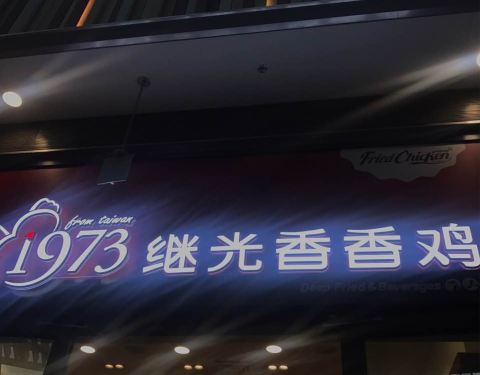 Fried Chicken
from taiwan
1973 继光香香鸡
Deep Fried & Beverages